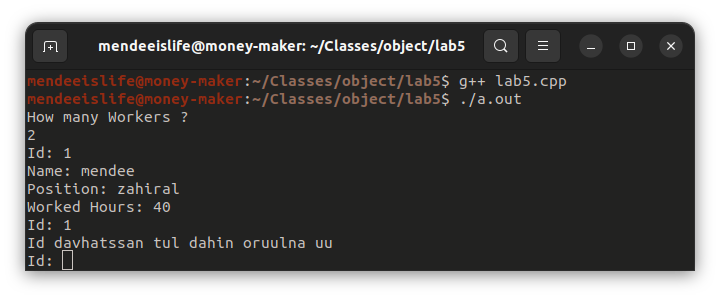 mendeeislife@money-maker: ~/Classes/object/lab5
mendeeislife@money-maker:~/Classes/object/lab5$ g++ lab5.cpp
mendeeislife@money-maker:~/Classes/object/lab5$ ./a.out
How many Workers ?
2
Id: 1
Name: mendee
Position: zahiral
Worked Hours: 40
Id: 1
Id davhatssan tul dahin oruulna uu
Id: